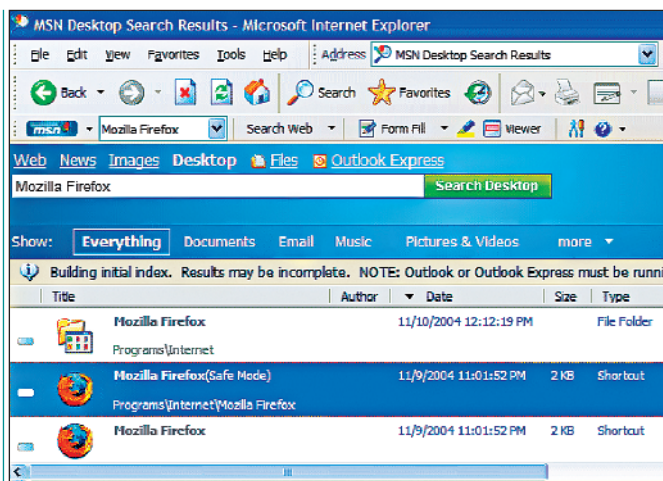 MSN Desktop Search Results - Microsoft Internet Explorer
File Edit View Favorites Tools Help Address MSN Desktop Search Results
Back Search Favorites
msn Mozilla Firefox Search Web Form Fill Viewer
Web News Images Desktop Files Outlook Express
Mozilla Firefox Search Desktop
Show: Everything Documents Email Music Pictures & Videos more
Building initial index. Results may be incomplete. NOTE: Outlook or Outlook Express must be runni
Title Author Date Size Type
Mozilla Firefox 11/10/2004 12:12:19 PM File Folder
Programs\Internet
Mozilla Firefox(Safe Mode) 11/9/2004 11:01:52 PM 2 KB Shortcut
Programs\Internet\Mozilla Firefox
Mozilla Firefox 11/9/2004 11:01:52 PM 2 KB Shortcut